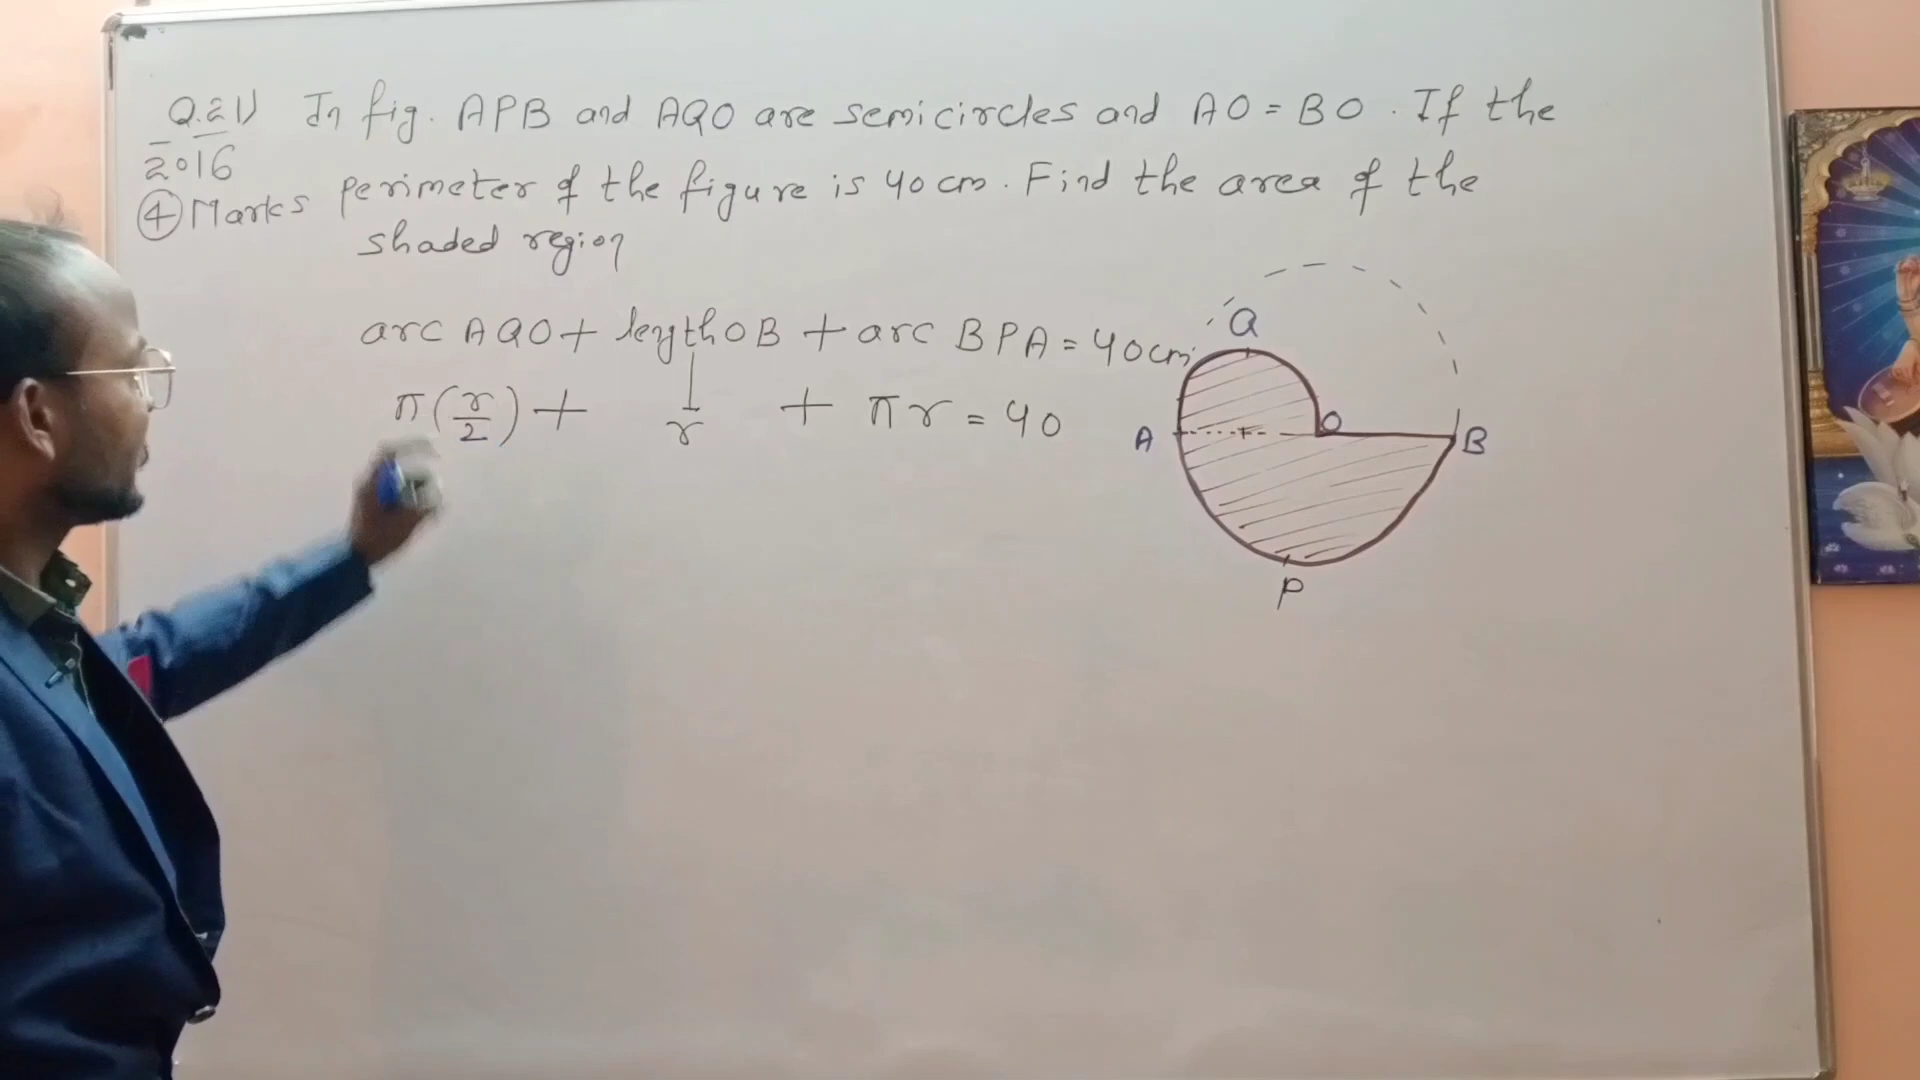 Q.21) In fig. APB and AQO are semicircles and AO = BO. If the
2016
④ Marks perimeter of the figure is 40 cm. Find the area of the
shaded region
arc AQO + length OB + arc BPA = 40cm
π(r/2) + r + πr = 40
Q
A
O
B
P